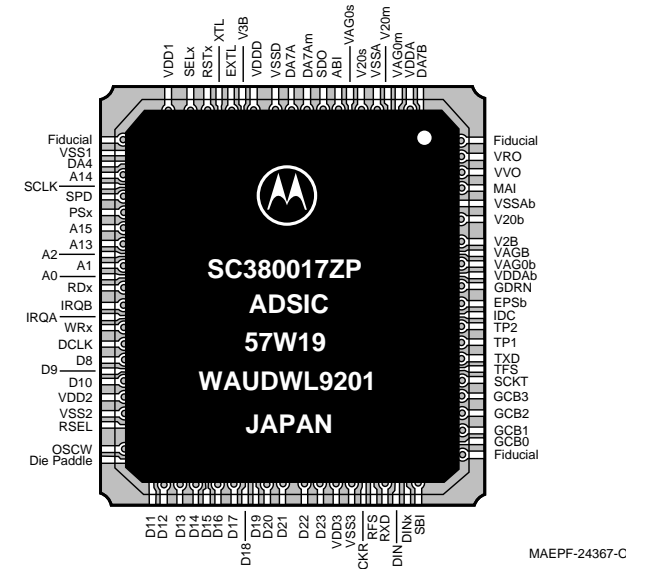 VDD1
SELx
RSTx
XTL
EXTL
V3B
VDDD
VSSD
DA7A
DA7Am
SDO
ABI
VAG0s
V20s
VSSA
V20m
VAG0m
VDDA
DA7B
Fiducial
VSS1
DA4
A14
SCLK
SPD
PSx
A15
A13
A2
A1
A0
RDx
IRQB
IRQA
WRx
DCLK
D8
D9
D10
VDD2
VSS2
RSEL
OSCW
Die Paddle
SC380017ZP
ADSIC
57W19
WAUDWL9201
JAPAN
Fiducial
VRO
VVO
MAI
VSSAb
V20b
V2B
VAGB
VAG0b
VDDAb
GDRN
EPSb
IDC
TP2
TP1
TXD
TFS
SCKT
GCB3
GCB2
GCB1
GCB0
Fiducial
D11
D12
D13
D14
D15
D16
D17
D18
D19
D20
D21
D22
D23
VDD3
VSS3
CKR
RFS
RXD
DIN
DINx
SBI
MAEPF-24367-O